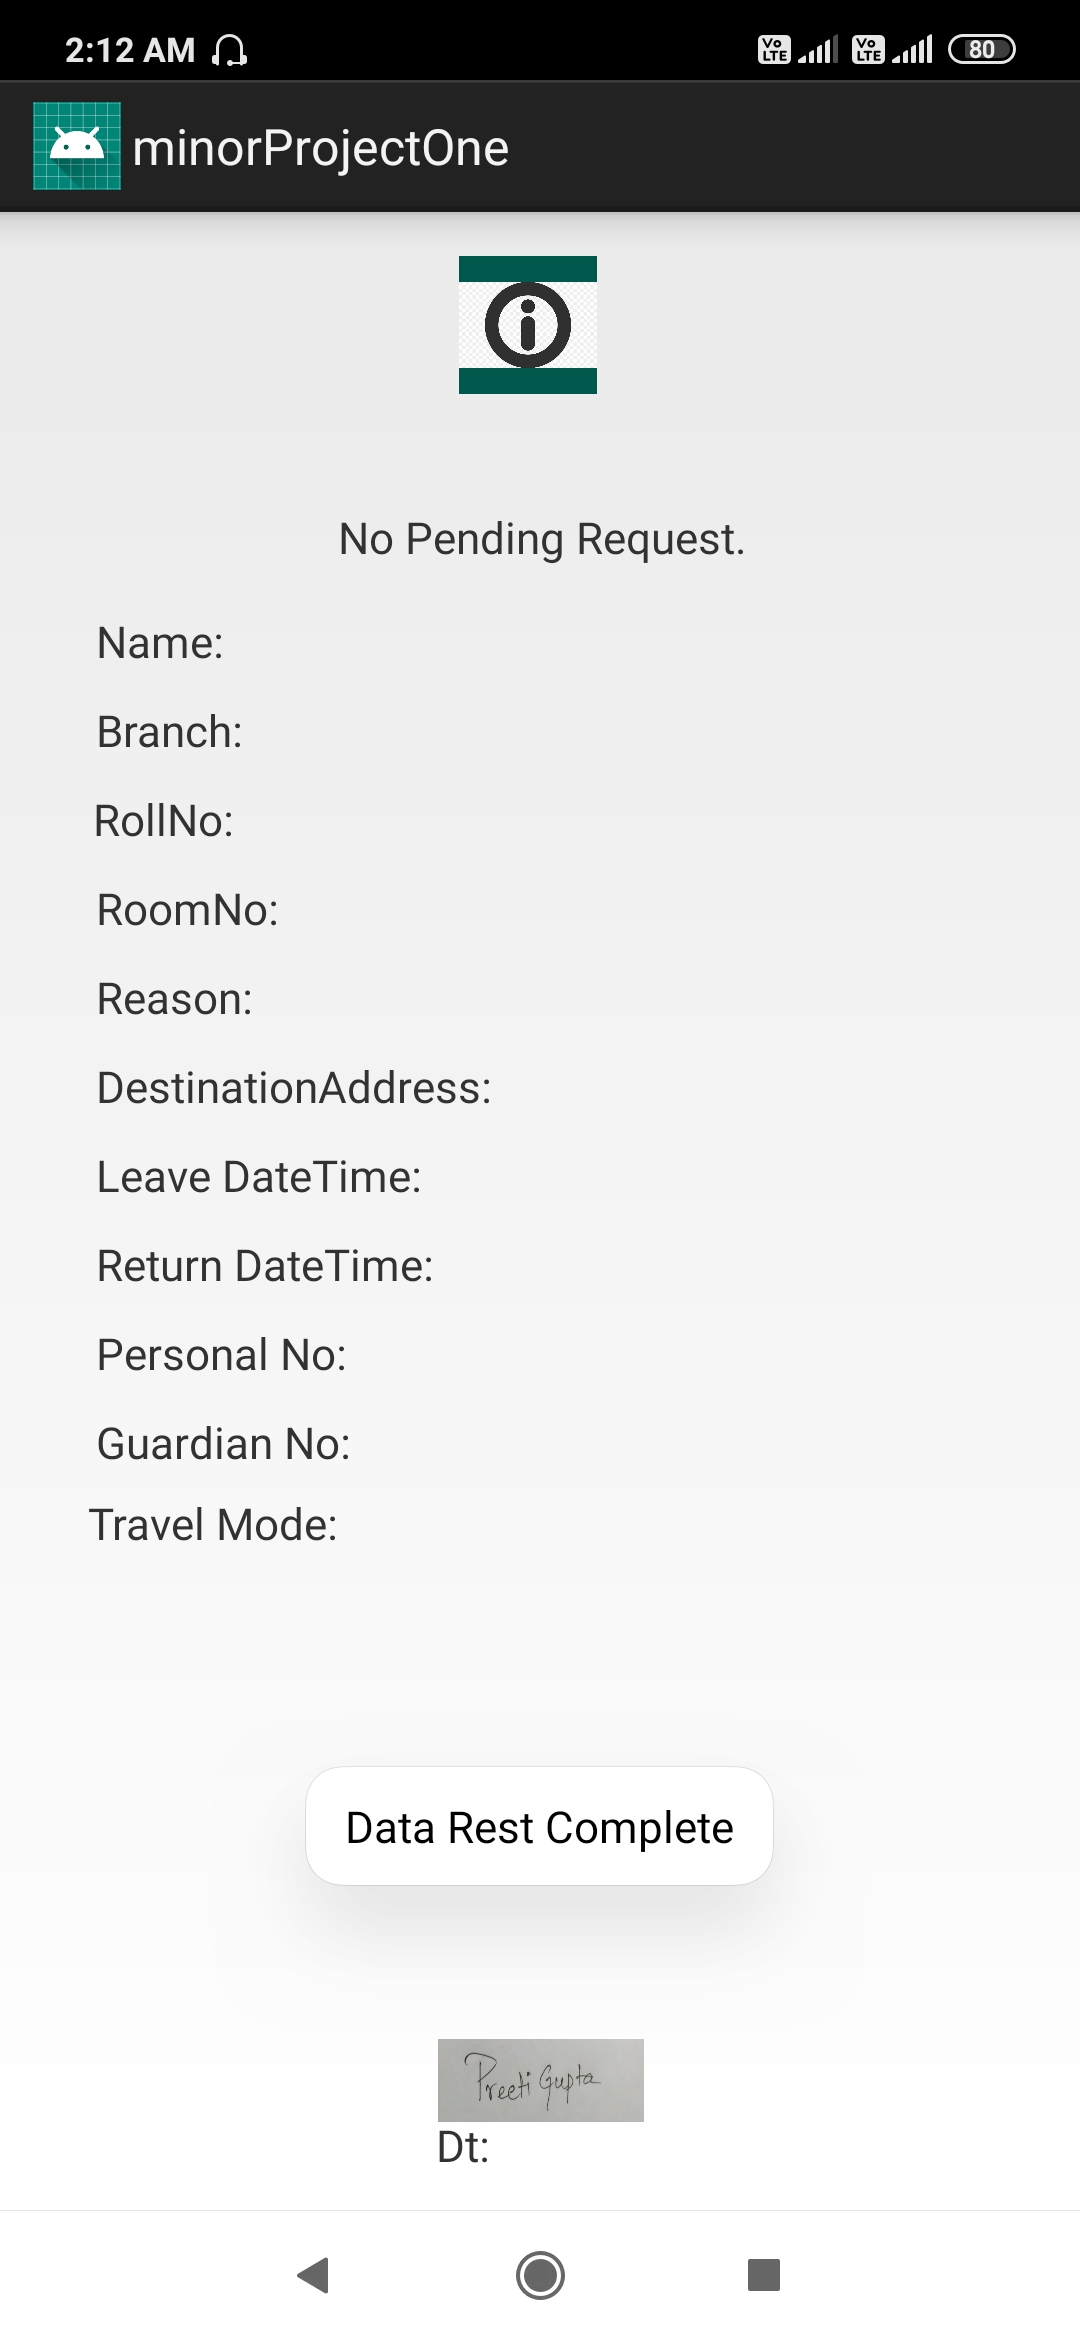 2:12 AM
Vo LTE Vo LTE 80
minorProjectOne
No Pending Request.
Name:
Branch:
RollNo:
RoomNo:
Reason:
DestinationAddress:
Leave DateTime:
Return DateTime:
Personal No:
Guardian No:
Travel Mode:
Data Rest Complete
Preeti Gupta
Dt: